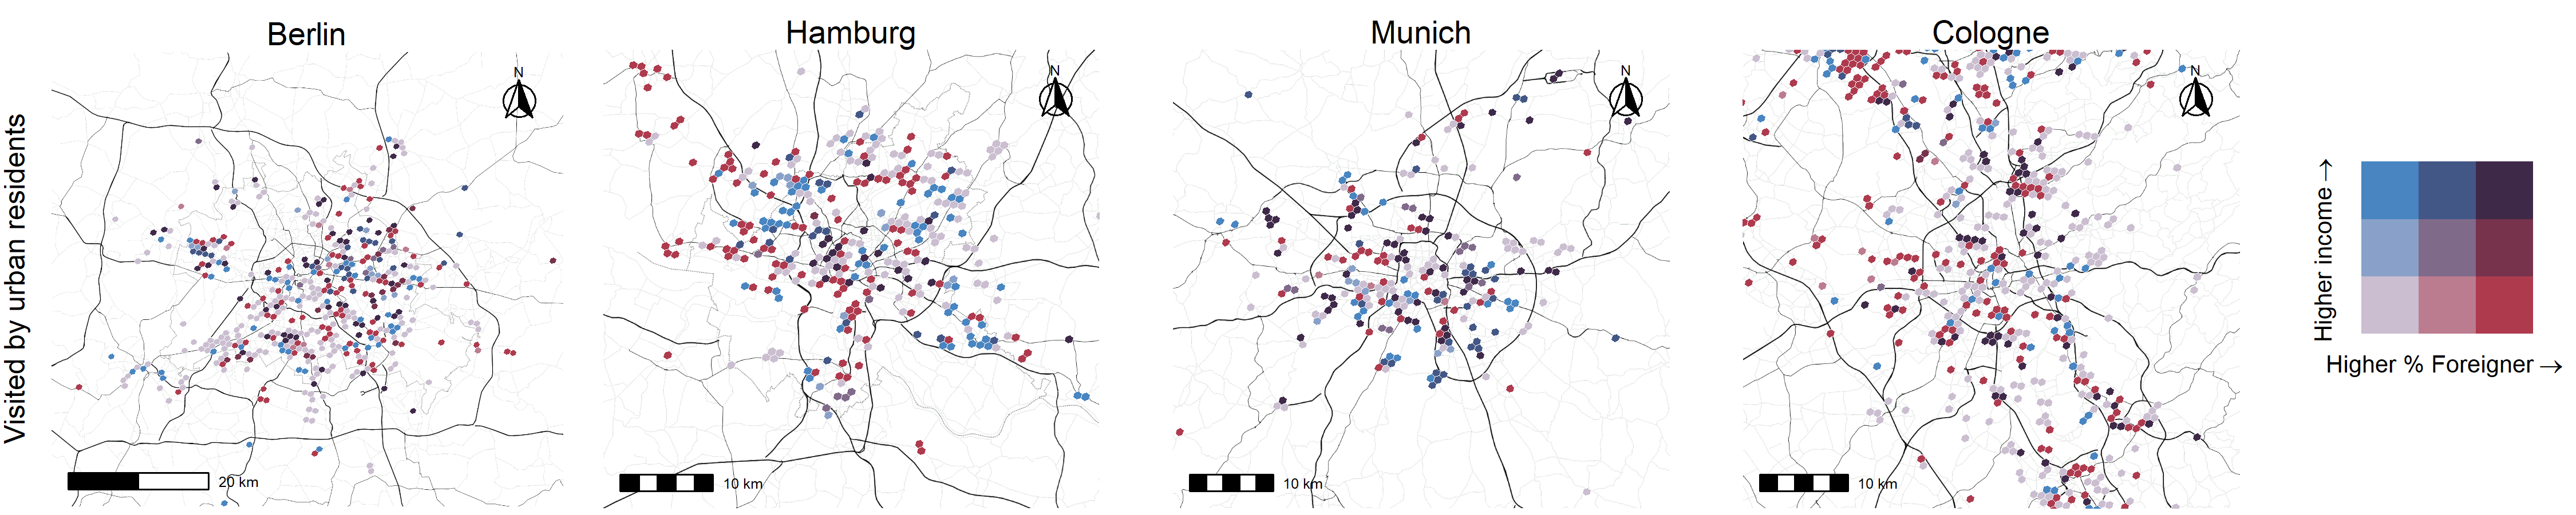 Berlin
Hamburg
Munich
Cologne
N
N
N
N
Visited by urban residents
Higher income →
Higher % Foreigner →
20 km
10 km
10 km
10 km